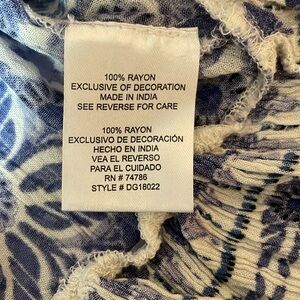 100% RAYON
EXCLUSIVE OF DECORATION
MADE IN INDIA
SEE REVERSE FOR CARE
100% RAYON
EXCLUSIVO DE DECORACIÓN
HECHO EN INDIA
VEA EL REVERSO
PARA EL CUIDADO
RN # 74786
STYLE # DG18022